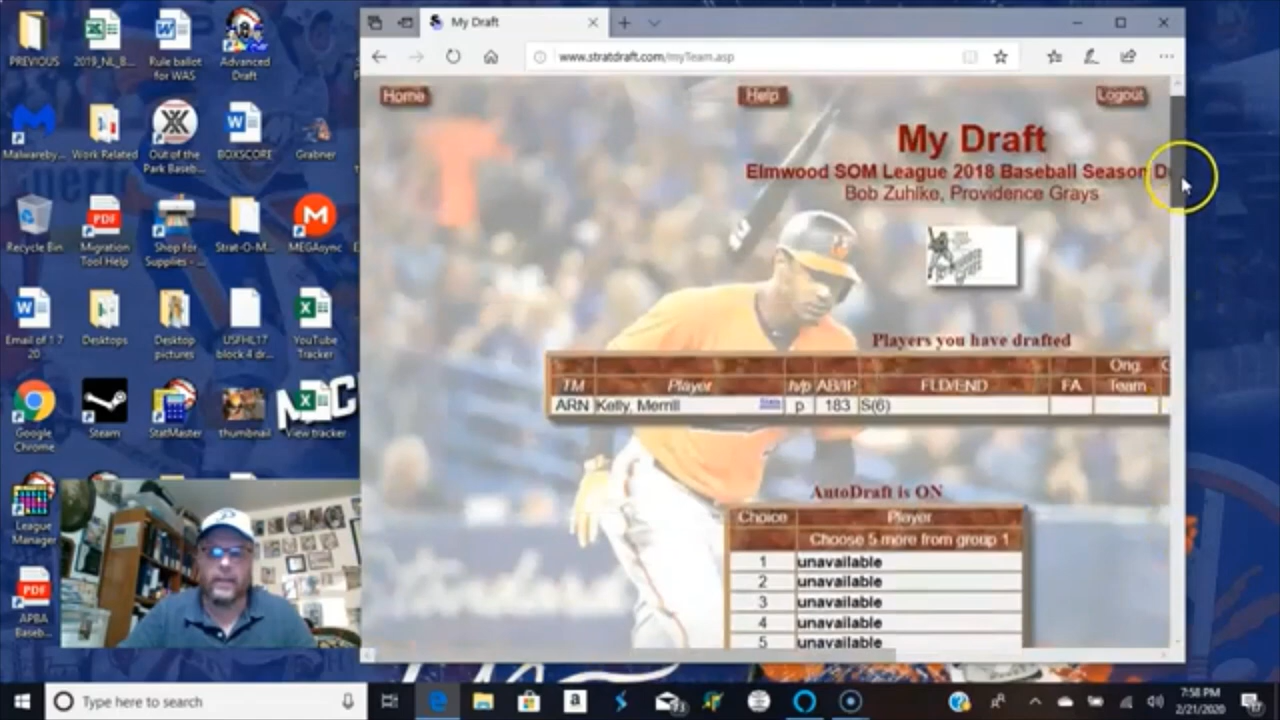 My Draft
www.stratdraft.com/myTeam.asp
Home
Help
Logout
My Draft
Elmwood SOM League 2018 Baseball Season D
Bob Zuhlke, Providence Grays
Players you have drafted
Orig.
TM Player h/p AB/IP FLD/END FA Team
ARN Kelly, Merrill p 183 S(6)
AutoDraft is ON
Choice Player
Choose 5 more from group 1
1 unavailable
2 unavailable
3 unavailable
4 unavailable
5 unavailable
PREVIOUS
2019_NL_B...
Rule ballot for WAS
Advanced Draft
Malwareby...
Work Related
Out of the Park Baseb...
BOXSCORE
Grabner
Recycle Bin
Migration Tool Help
Shop for Supplies - ...
Strat-O-M...
MEGAsync
Email of 1 7 20
Desktops
Desktop pictures
USFHL17 block 4 dr...
YouTube Tracker
Google Chrome
Steam
StatMaster
thumbnail
View tracker
League Manager
APBA Baseb...
Type here to search
7:58 PM
2/21/2020